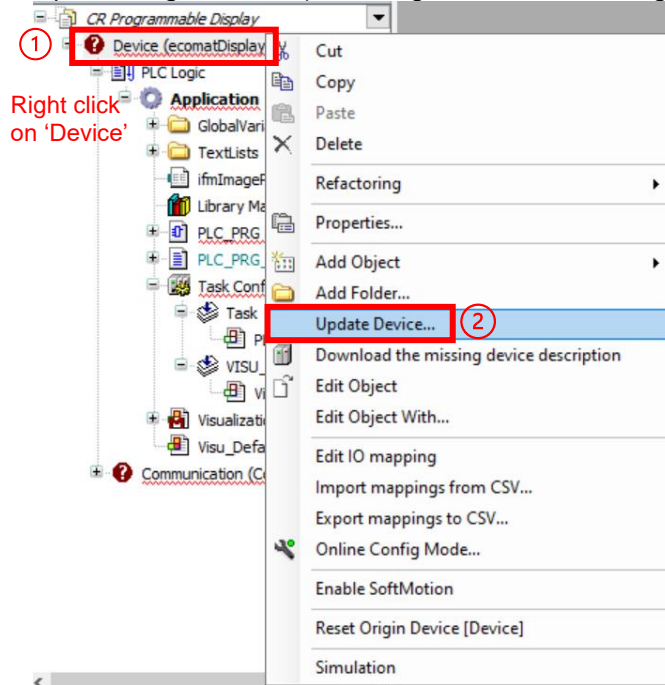 CR Programmable Display
1
Device (ecomatDisplay
PLC Logic
Right click
on ‘Device’
Application
GlobalVari
TextLists
ifmImageP
Library Ma
PLC_PRG
PLC_PRG_
Task Conf
Task
VISU_
Vi
Visualizatio
Visu_Defa
Communication (Co
Cut
Copy
Paste
Delete
Refactoring
Properties...
Add Object
Add Folder...
Update Device...
2
Download the missing device description
Edit Object
Edit Object With...
Edit IO mapping
Import mappings from CSV...
Export mappings to CSV...
Online Config Mode...
Enable SoftMotion
Reset Origin Device [Device]
Simulation